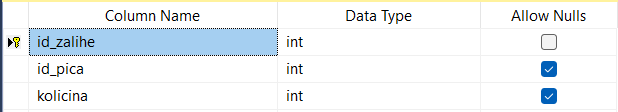 Column Name Data Type Allow Nulls
id_zalihe int
id_pica int
kolicina int